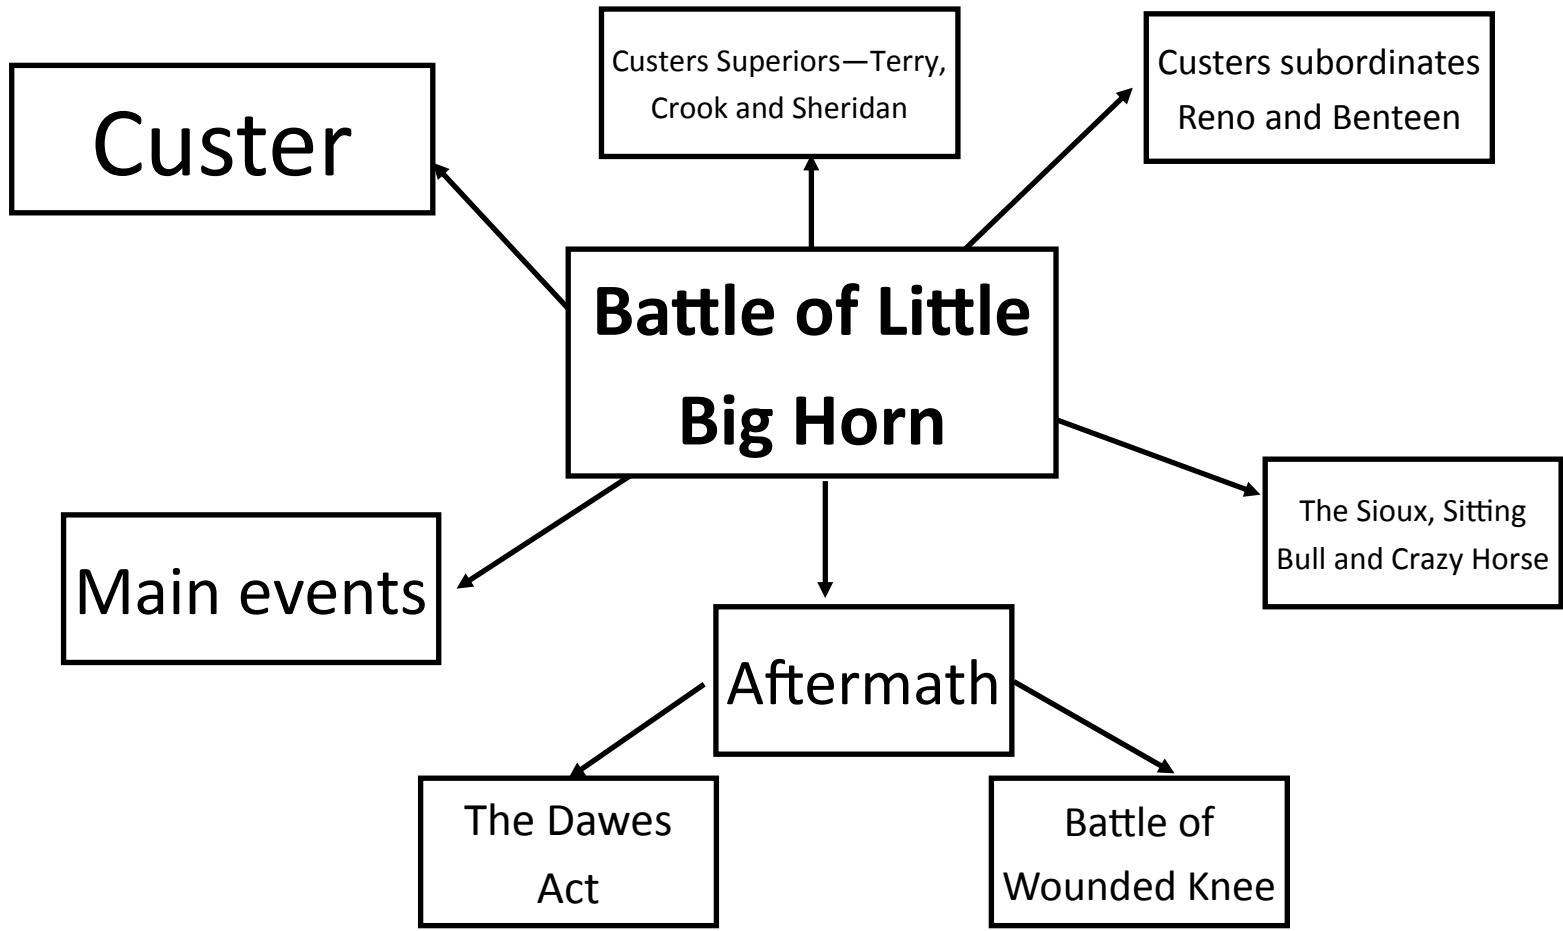 Custers Superiors—Terry,
Crook and Sheridan
Custers subordinates
Reno and Benteen
Custer
Battle of Little
Big Horn
The Sioux, Sitting
Bull and Crazy Horse
Main events
Aftermath
The Dawes
Act
Battle of
Wounded Knee